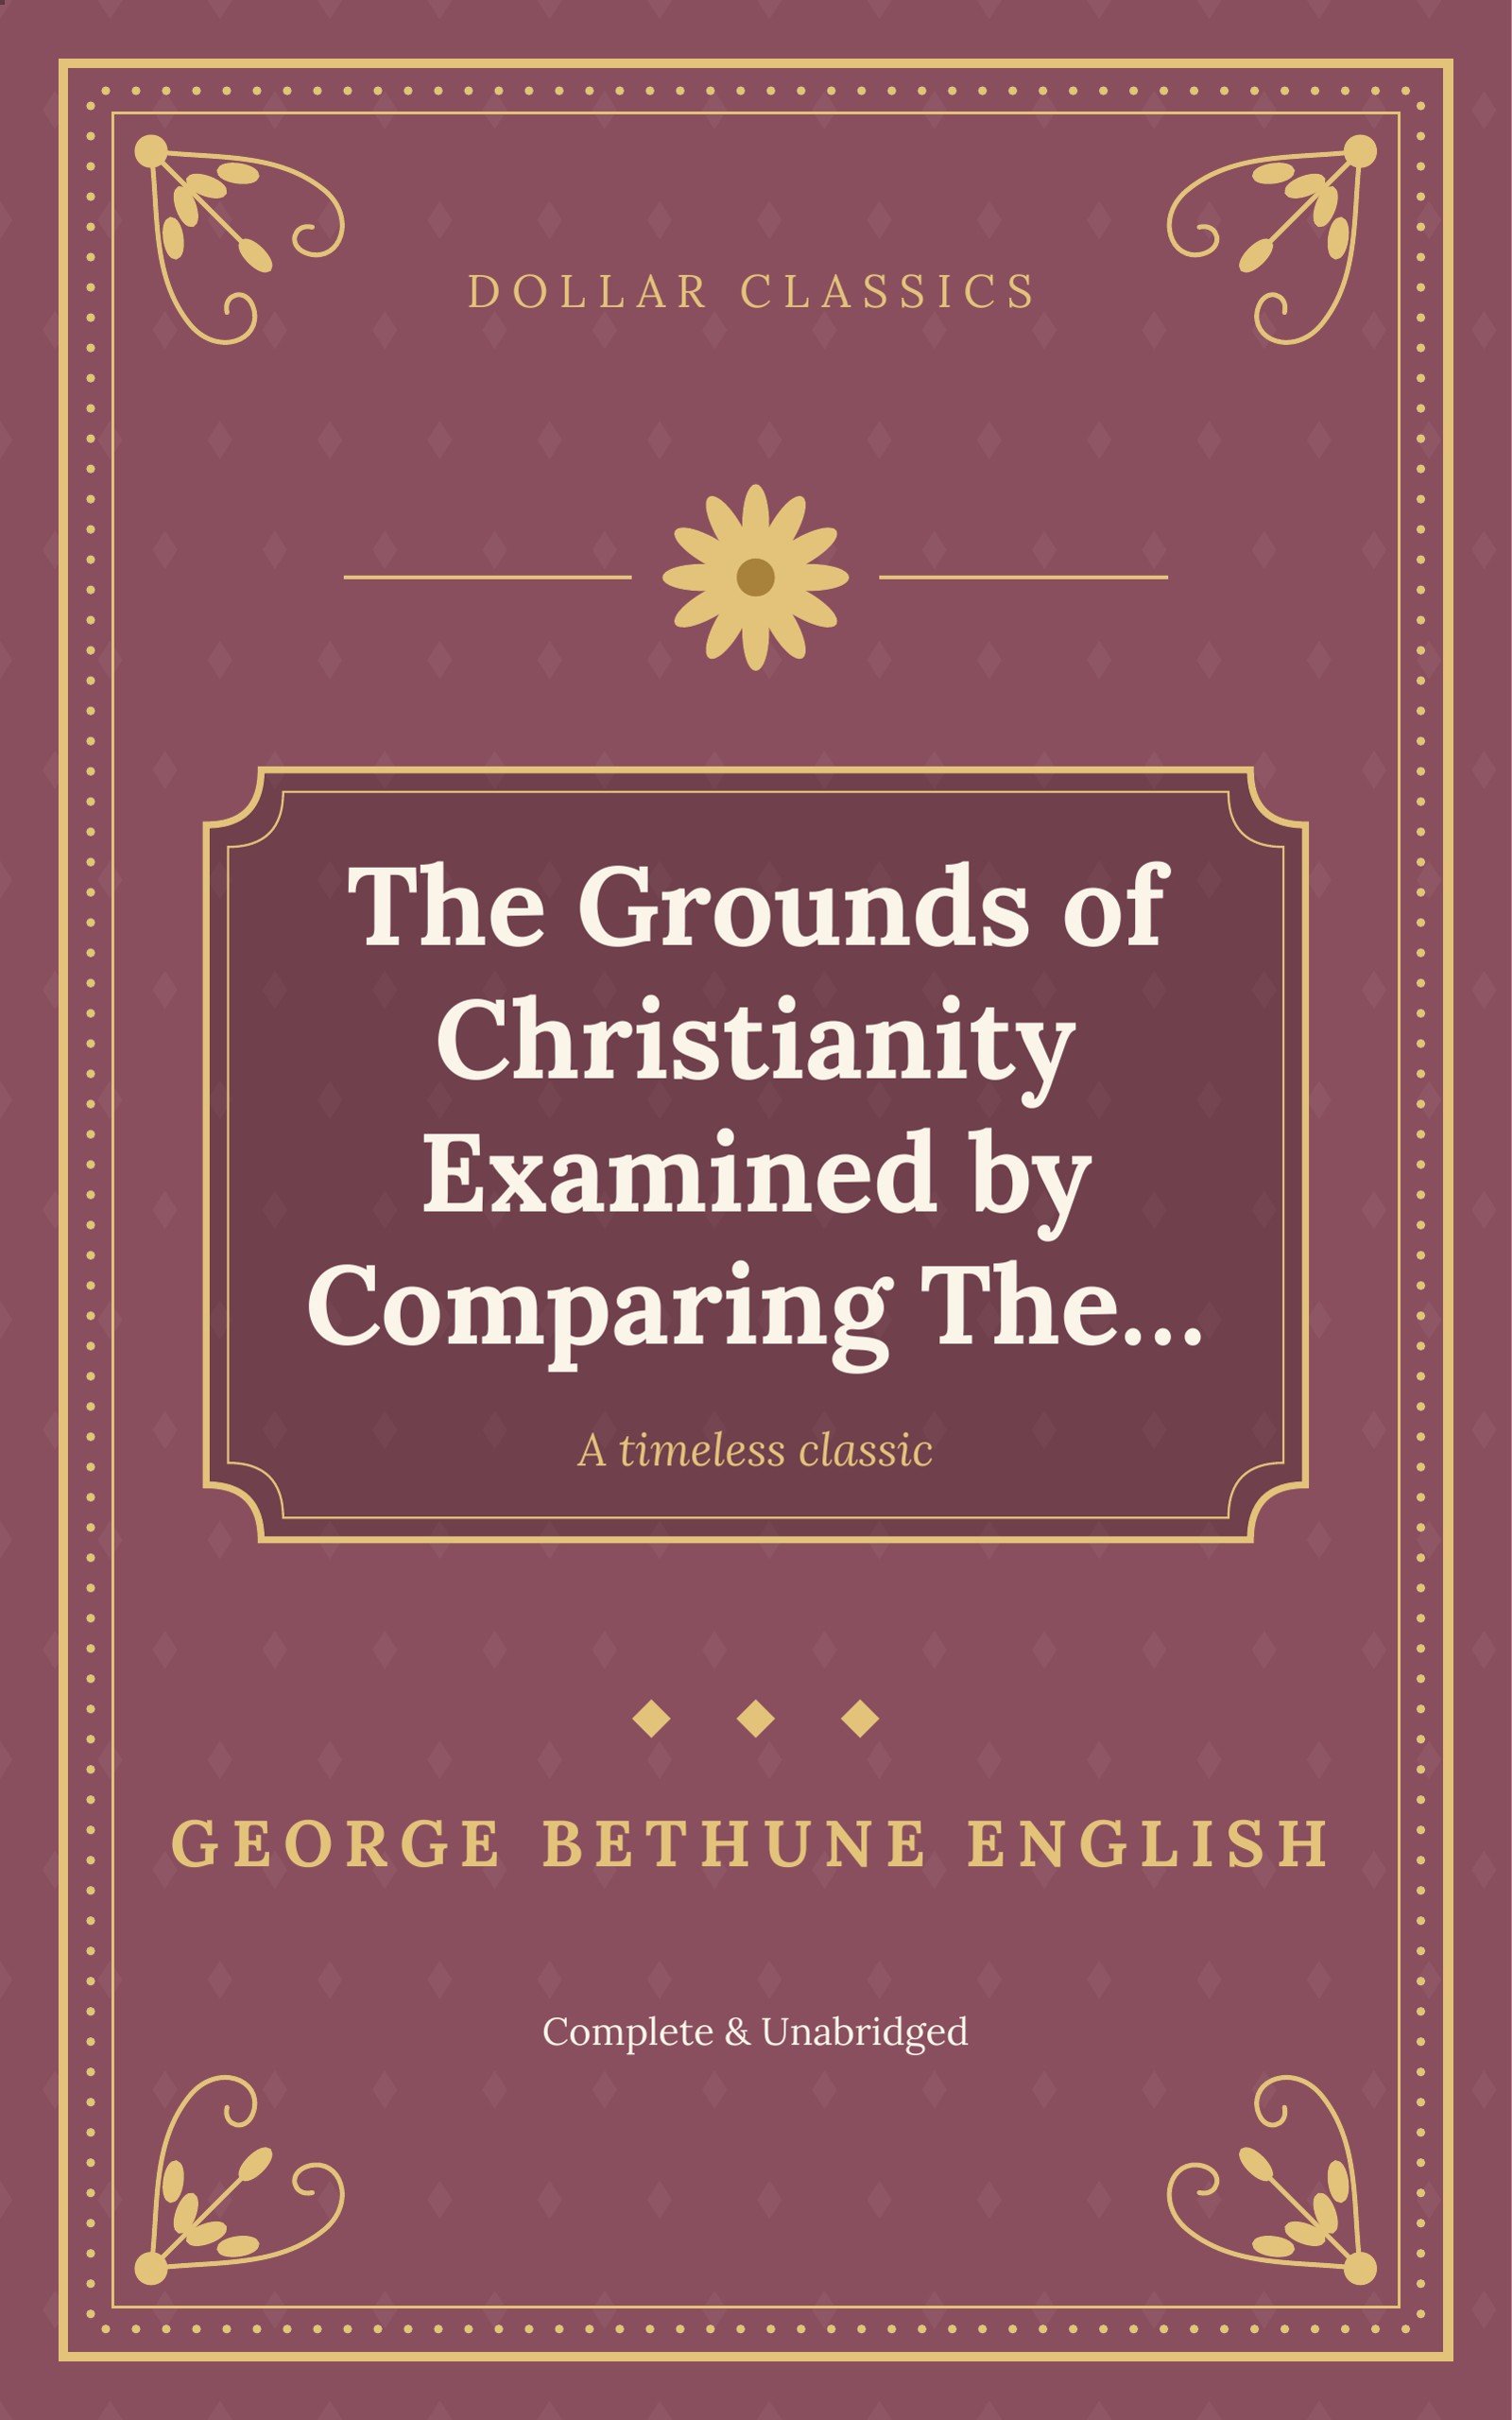 DOLLAR CLASSICS
The Grounds of
Christianity
Examined by
Comparing The...
A timeless classic
GEORGE BETHUNE ENGLISH
Complete & Unabridged